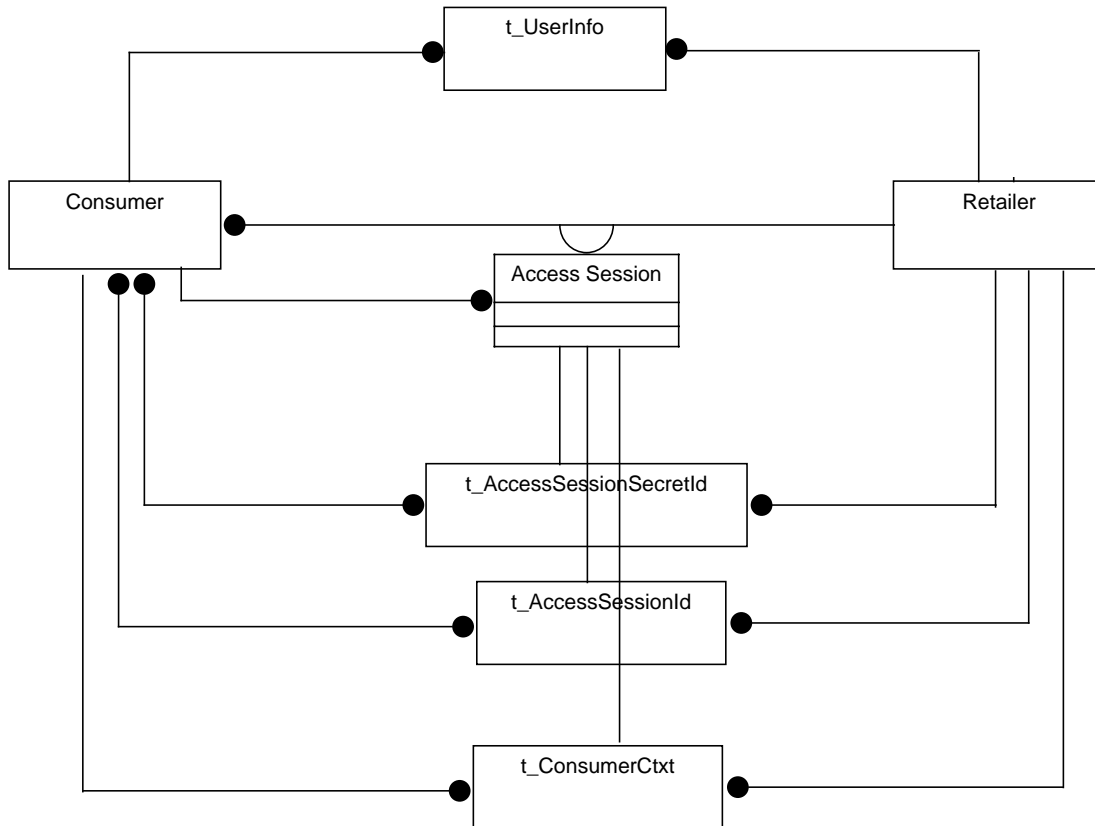 t_UserInfo
Consumer
Retailer
Access Session
t_AccessSessionSecretId
t_AccessSessionId
t_ConsumerCtxt